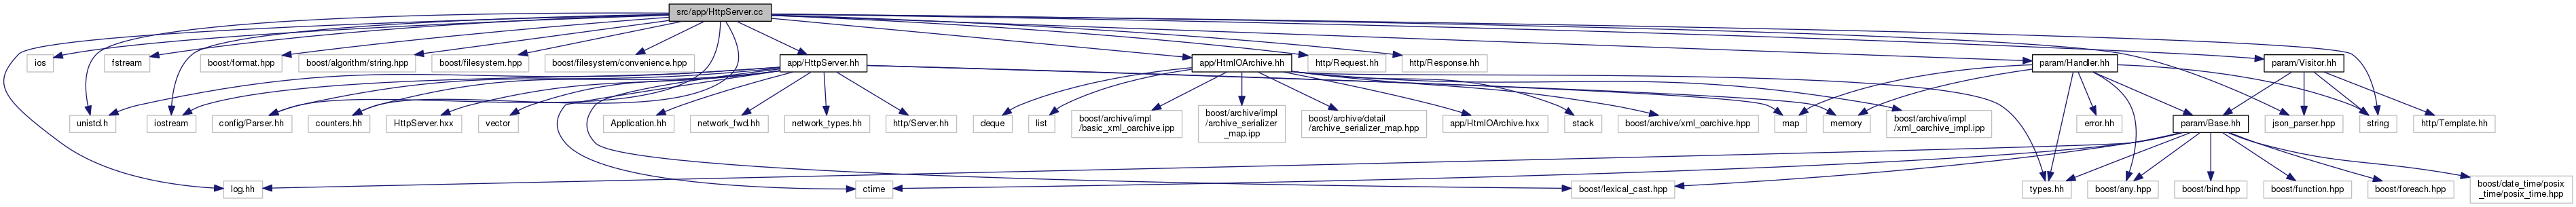 src/app/HttpServer.cc
ios
fstream
boost/format.hpp
boost/algorithm/string.hpp
boost/filesystem.hpp
boost/filesystem/convenience.hpp
app/HttpServer.hh
app/HtmlOArchive.hh
http/Request.hh
http/Response.hh
param/Handler.hh
param/Visitor.hh
unistd.h
iostream
config/Parser.hh
counters.hh
HttpServer.hxx
vector
Application.hh
network_fwd.hh
network_types.hh
http/Server.hh
deque
list
boost/archive/impl
/basic_xml_oarchive.ipp
boost/archive/impl
/archive_serializer
_map.ipp
boost/archive/detail
/archive_serializer_map.hpp
app/HtmlOArchive.hxx
stack
boost/archive/xml_oarchive.hpp
map
memory
boost/archive/impl
/xml_oarchive_impl.ipp
error.hh
param/Base.hh
json_parser.hpp
string
http/Template.hh
log.hh
ctime
boost/lexical_cast.hpp
types.hh
boost/any.hpp
boost/bind.hpp
boost/function.hpp
boost/foreach.hpp
boost/date_time/posix
_time/posix_time.hpp